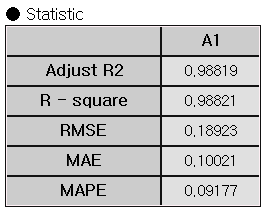 ● Statistic
A1
Adjust R2 0.98819
R - square 0.98821
RMSE 0.18923
MAE 0.10021
MAPE 0.09177